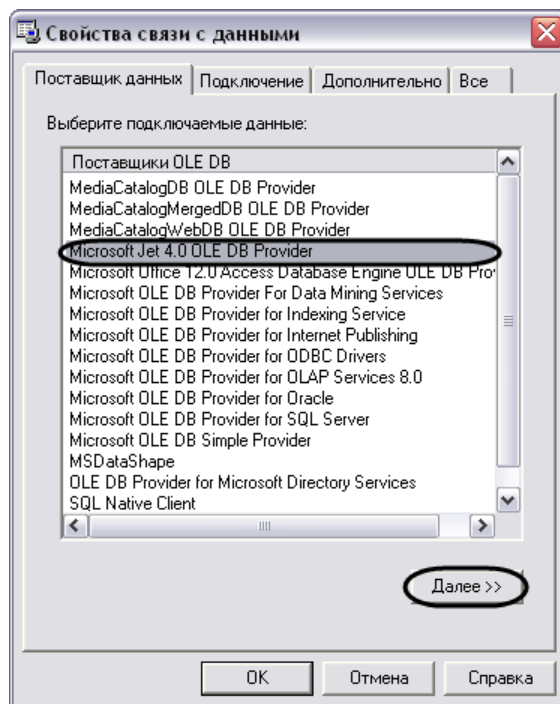 Свойства связи с данными
Поставщик данных Подключение Дополнительно Все
Выберите подключаемые данные:
Поставщики OLE DB
MediaCatalogDB OLE DB Provider
MediaCatalogMergedDB OLE DB Provider
MediaCatalogWebDB OLE DB Provider
Microsoft Jet 4.0 OLE DB Provider
Microsoft Office 12.0 Access Database Engine OLE DB Pro
Microsoft OLE DB Provider For Data Mining Services
Microsoft OLE DB Provider for Indexing Service
Microsoft OLE DB Provider for Internet Publishing
Microsoft OLE DB Provider for ODBC Drivers
Microsoft OLE DB Provider for OLAP Services 8.0
Microsoft OLE DB Provider for Oracle
Microsoft OLE DB Provider for SQL Server
Microsoft OLE DB Simple Provider
MSDataShape
OLE DB Provider for Microsoft Directory Services
SQL Native Client
Далее >>
OK Отмена Справка